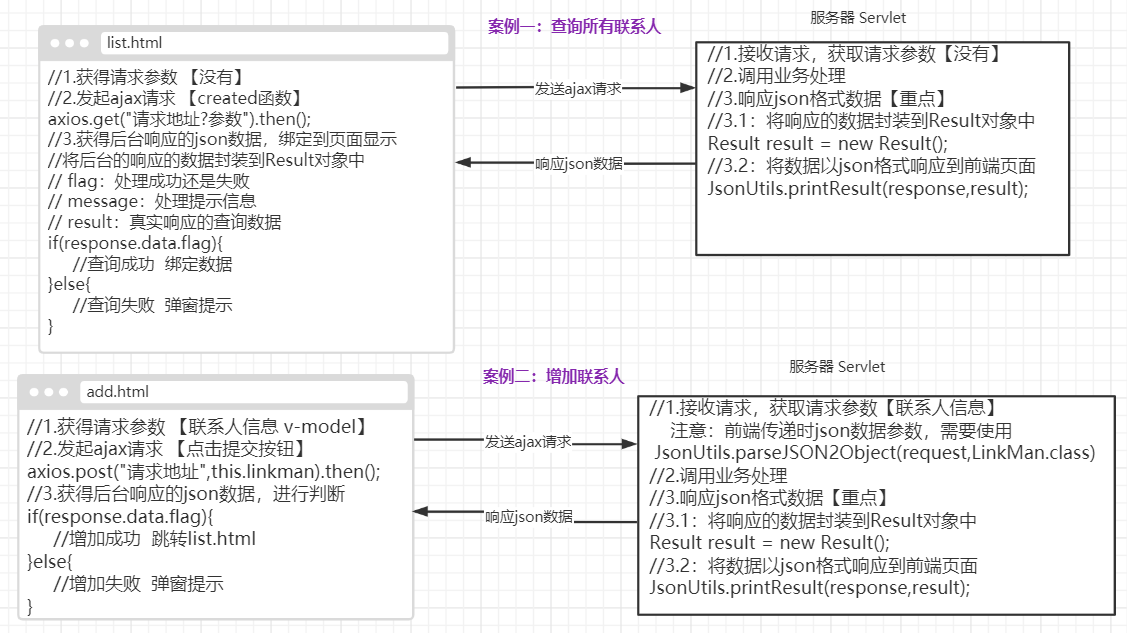 案例一：查询所有联系人
服务器 Servlet
list.html
//1.获得请求参数 【没有】
//2.发起ajax请求 【created函数】
axios.get("请求地址?参数").then();
//3.获得后台响应的json数据，绑定到页面显示
//将后台的响应的数据封装到Result对象中
// flag：处理成功还是失败
// message：处理提示信息
// result：真实响应的查询数据
if(response.data.flag){
//查询成功 绑定数据
}else{
//查询失败 弹窗提示
}
发送ajax请求
响应json数据
//1.接收请求，获取请求参数【没有】
//2.调用业务处理
//3.响应json格式数据【重点】
//3.1：将响应的数据封装到Result对象中
Result result = new Result();
//3.2：将数据以json格式响应到前端页面
JsonUtils.printResult(response,result);
案例二：增加联系人
服务器 Servlet
add.html
//1.获得请求参数 【联系人信息 v-model】
//2.发起ajax请求 【点击提交按钮】
axios.post("请求地址",this.linkman).then();
//3.获得后台响应的json数据，进行判断
if(response.data.flag){
//增加成功 跳转list.html
}else{
//增加失败 弹窗提示
}
发送ajax请求
响应json数据
//1.接收请求，获取请求参数【联系人信息】
注意：前端传递时json数据参数，需要使用
JsonUtils.parseJSON2Object(request,LinkMan.class)
//2.调用业务处理
//3.响应json格式数据【重点】
//3.1：将响应的数据封装到Result对象中
Result result = new Result();
//3.2：将数据以json格式响应到前端页面
JsonUtils.printResult(response,result);